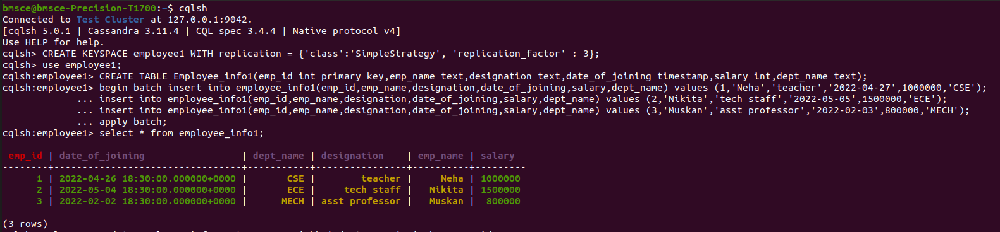 bmsce@bmsce-Precision-T1700:~$ cqlsh
Connected to Test Cluster at 127.0.0.1:9042.
[cqlsh 5.0.1 | Cassandra 3.11.4 | CQL spec 3.4.4 | Native protocol v4]
Use HELP for help.
cqlsh> CREATE KEYSPACE employee1 WITH replication = {'class':'SimpleStrategy', 'replication_factor' : 3};
cqlsh> use employee1;
cqlsh:employee1> CREATE TABLE Employee_info1(emp_id int primary key,emp_name text,designation text,date_of_joining timestamp,salary int,dept_name text);
cqlsh:employee1> begin batch insert into employee_info1(emp_id,emp_name,designation,date_of_joining,salary,dept_name) values (1,'Neha','teacher','2022-04-27',1000000,'CSE');
             ... insert into employee_info1(emp_id,emp_name,designation,date_of_joining,salary,dept_name) values (2,'Nikita','tech staff','2022-05-05',1500000,'ECE');
             ... insert into employee_info1(emp_id,emp_name,designation,date_of_joining,salary,dept_name) values (3,'Muskan','asst professor','2022-02-03',800000,'MECH');
             ... apply batch;
cqlsh:employee1> select * from employee_info1;
 emp_id | date_of_joining                 | dept_name | designation    | emp_name | salary
--------+---------------------------------+-----------+----------------+----------+---------
      1 | 2022-04-26 18:30:00.000000+0000 |       CSE |        teacher |     Neha | 1000000
      2 | 2022-05-04 18:30:00.000000+0000 |       ECE |     tech staff |   Nikita | 1500000
      3 | 2022-02-02 18:30:00.000000+0000 |      MECH | asst professor |   Muskan |  800000
(3 rows)